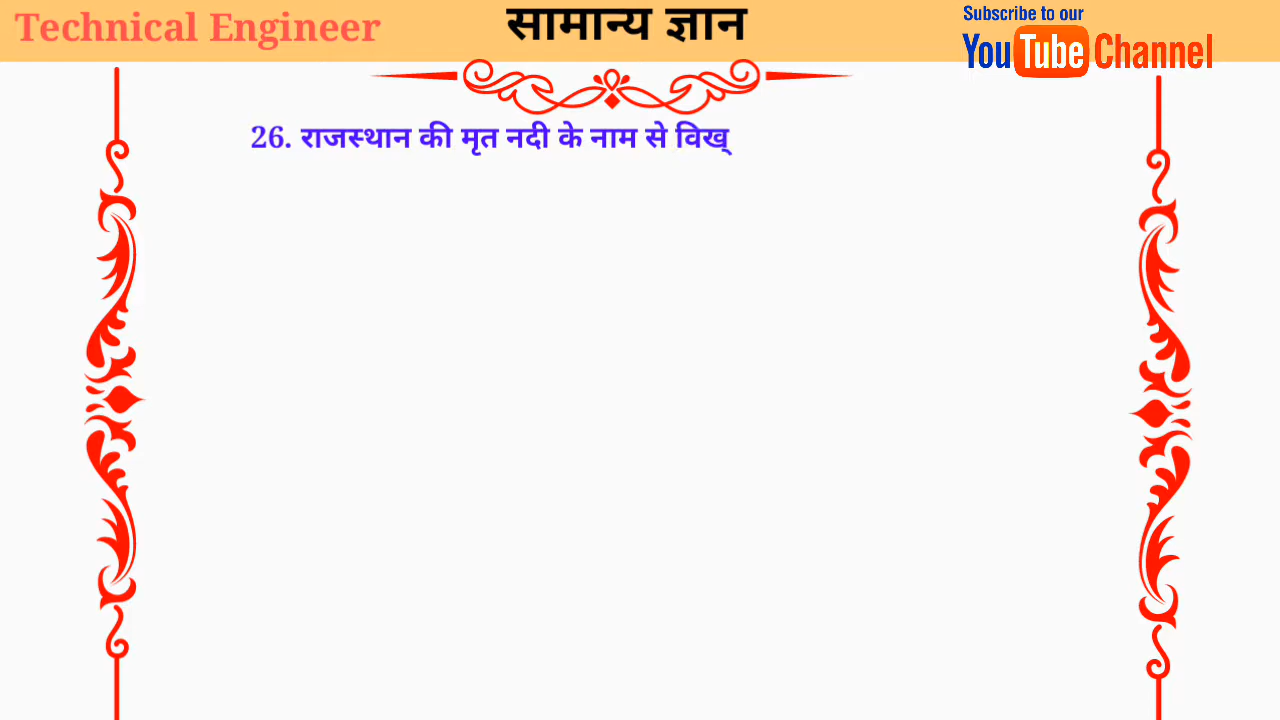 Technical Engineer
सामान्य ज्ञान
Subscribe to our
YouTube Channel
26. राजस्थान की मृत नदी के नाम से विख्